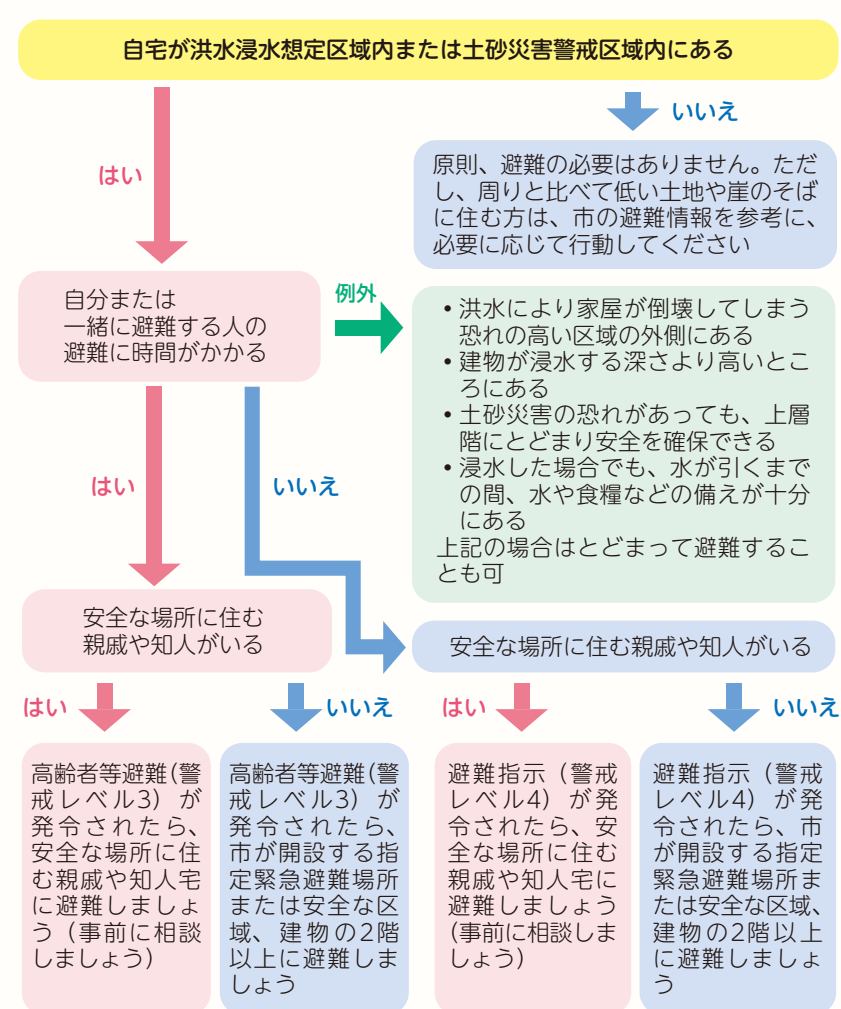 自宅が洪水浸水想定区域内または土砂災害警戒区域内にある
はい
いいえ
原則、避難の必要はありません。ただ
し、周りと比べて低い土地や崖のそば
に住む方は、市の避難情報を参考に、
必要に応じて行動してください
自分または
一緒に避難する人の
避難に時間がかかる
例外
•洪水により家屋が倒壊してしまう
恐れの高い区域の外側にある
•建物が浸水する深さより高いとこ
ろにある
•土砂災害の恐れがあっても、上層
階にとどまり安全を確保できる
•浸水した場合でも、水が引くまで
の間、水や食糧などの備えが十分
にある
上記の場合はとどまって避難するこ
とも可
はい
いいえ
安全な場所に住む
親戚や知人がいる
安全な場所に住む親戚や知人がいる
はい
いいえ
はい
いいえ
高齢者等避難(警
戒レベル3)が
発令されたら、
安全な場所に住
む親戚や知人宅
に避難しましょ
う(事前に相談
しましょう)
高齢者等避難(警
戒レベル3)が
発令されたら、
市が開設する指
定緊急避難場所
または安全な区
域、建物の2階
以上に避難しま
しょう
避難指示(警戒
レベル4)が発
令されたら、安
全な場所に住む
親戚や知人宅に
避難しましょう
(事前に相談しま
しょう)
避難指示(警戒
レベル4)が発
令されたら、市
が開設する指定
緊急避難場所ま
たは安全な区域、
建物の2階以上
に避難しましょ
う